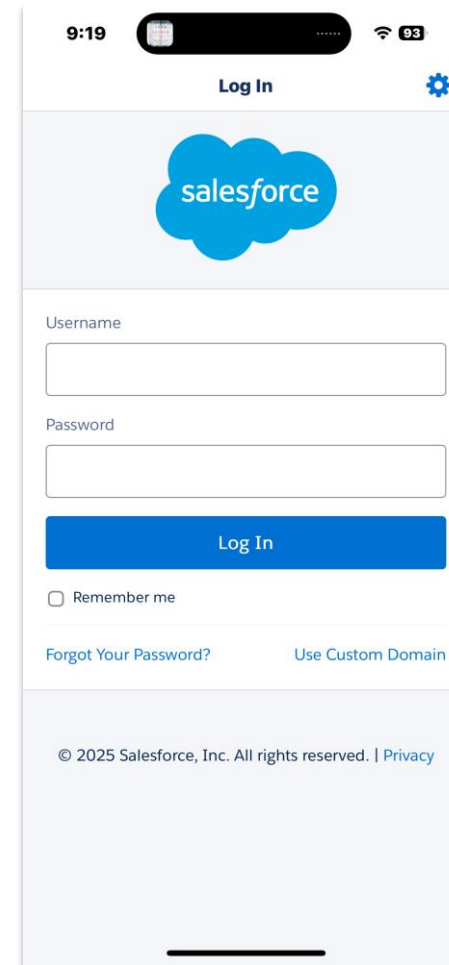 9:19
93
Log In
salesforce
Username
Password
Log In
Remember me
Forgot Your Password? Use Custom Domain
© 2025 Salesforce, Inc. All rights reserved. | Privacy